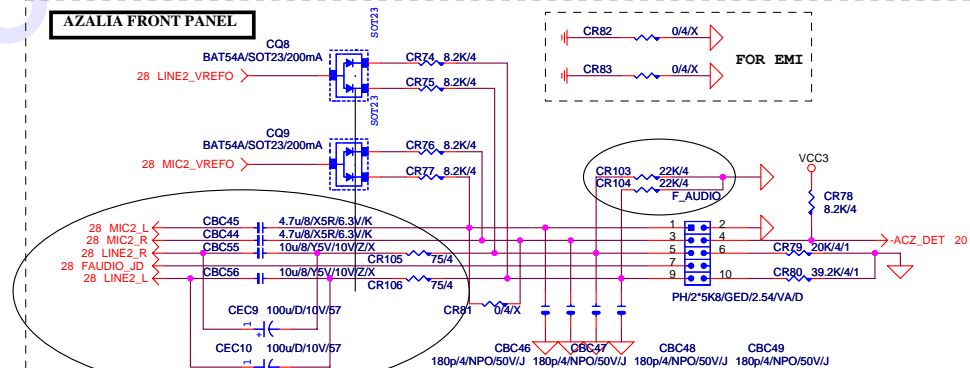 AZALIA FRONT PANEL
SOT23
CQ8
BAT54A/SOT23/200mA
28 LINE2_VREFO
CR74 8.2K/4
CR75 8.2K/4
SOT23
CR82 0/4/X
CR83 0/4/X
FOR EMI
CQ9
BAT54A/SOT23/200mA
28 MIC2_VREFO
CR76 8.2K/4
CR77 8.2K/4
CR103 22K/4
CR104 22K/4
F_AUDIO
VCC3
CR78
8.2K/4
28 MIC2_L
CBC45 4.7u/8/X5R/6.3V/K
28 MIC2_R
CBC44 4.7u/8/X5R/6.3V/K
28 LINE2_R
CBC55 10u/8/Y5V/10V/Z/X
CR105 75/4
28 FAUDIO_JD
28 LINE2_L
CBC56 10u/8/Y5V/10V/Z/X
CR106 75/4
1 2
3 4
5 6
7
9 10
-ACZ_DET 20
CR79 20K/4/1
CR80 39.2K/4/1
PH/2*5K8/GED/2.54/VA/D
CR81 0/4/X
CEC9 100u/D/10V/57
1
+
CEC10 100u/D/10V/57
1
CBC46
180p/4/NPO/50V/J
CBC47
180p/4/NPO/50V/J
CBC48
180p/4/NPO/50V/J
CBC49
180p/4/NPO/50V/J